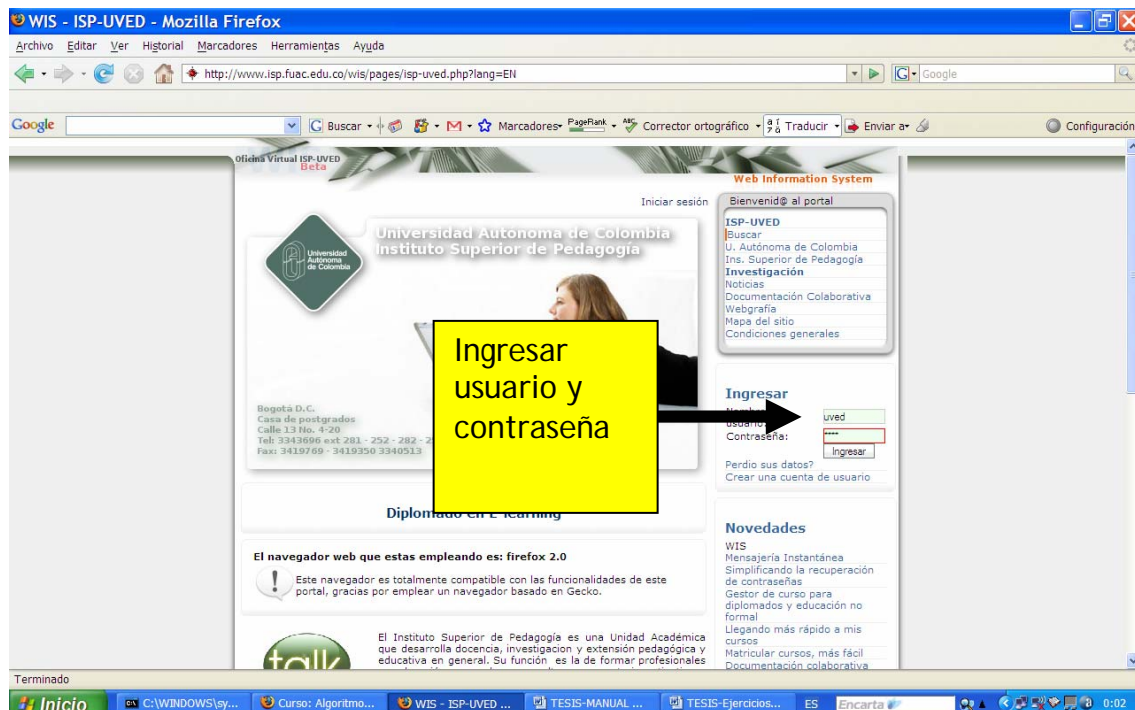 WIS - ISP-UVED - Mozilla Firefox
Archivo Editar Ver Historial Marcadores Herramientas Ayuda
http://www.isp.fuac.edu.co/wis/pages/isp-uved.php?lang=EN
G Google
Google
G Buscar
Marcadores
PageRank
ABC Corrector ortográfico
Traducir
Enviar a
Configuración
Oficina Virtual ISP-UVED
Beta
Web Information System
Iniciar sesión
Bienvenid@ al portal
ISP-UVED
Buscar
U. Autónoma de Colombia
Ins. Superior de Pedagogía
Investigación
Noticias
Documentación Colaborativa
Webgrafía
Mapa del sitio
Condiciones generales
Universidad Autonoma de Colombia
Instituto Superior de Pedagogía
Universidad
Autónoma
de Colombia
Bogotá D.C.
Casa de postgrados
Calle 13 No. 4-20
Tel: 3343696 ext 281 - 252 - 282 -
Fax: 3419769 - 3419350 3340513
Ingresar
usuario y
contraseña
Ingresar
usuario:
uved
Contraseña:
****
Ingresar
Perdio sus datos?
Crear una cuenta de usuario
Diplomado en E-learning
El navegador web que estas empleando es: firefox 2.0
Este navegador es totalmente compatible con las funcionalidades de este
portal, gracias por emplear un navegador basado en Gecko.
Novedades
WIS
Mensajería Instantánea
Simplificando la recuperación
de contraseñas
Gestor de curso para
diplomados y educación no
formal
Llegando más rápido a mis
cursos
Matricular cursos, más fácil
Documentación colaborativa
talk
El Instituto Superior de Pedagogía es una Unidad Académica
que desarrolla docencia, investigacion y extensión pedagógica y
educativa en general. Su función es la de formar profesionales
Terminado
Inicio
C:\WINDOWS\sy...
Curso: Algoritmo...
WIS - ISP-UVED ...
TESIS-MANUAL ...
TESIS-Ejercicios...
ES
Encarta
0:02